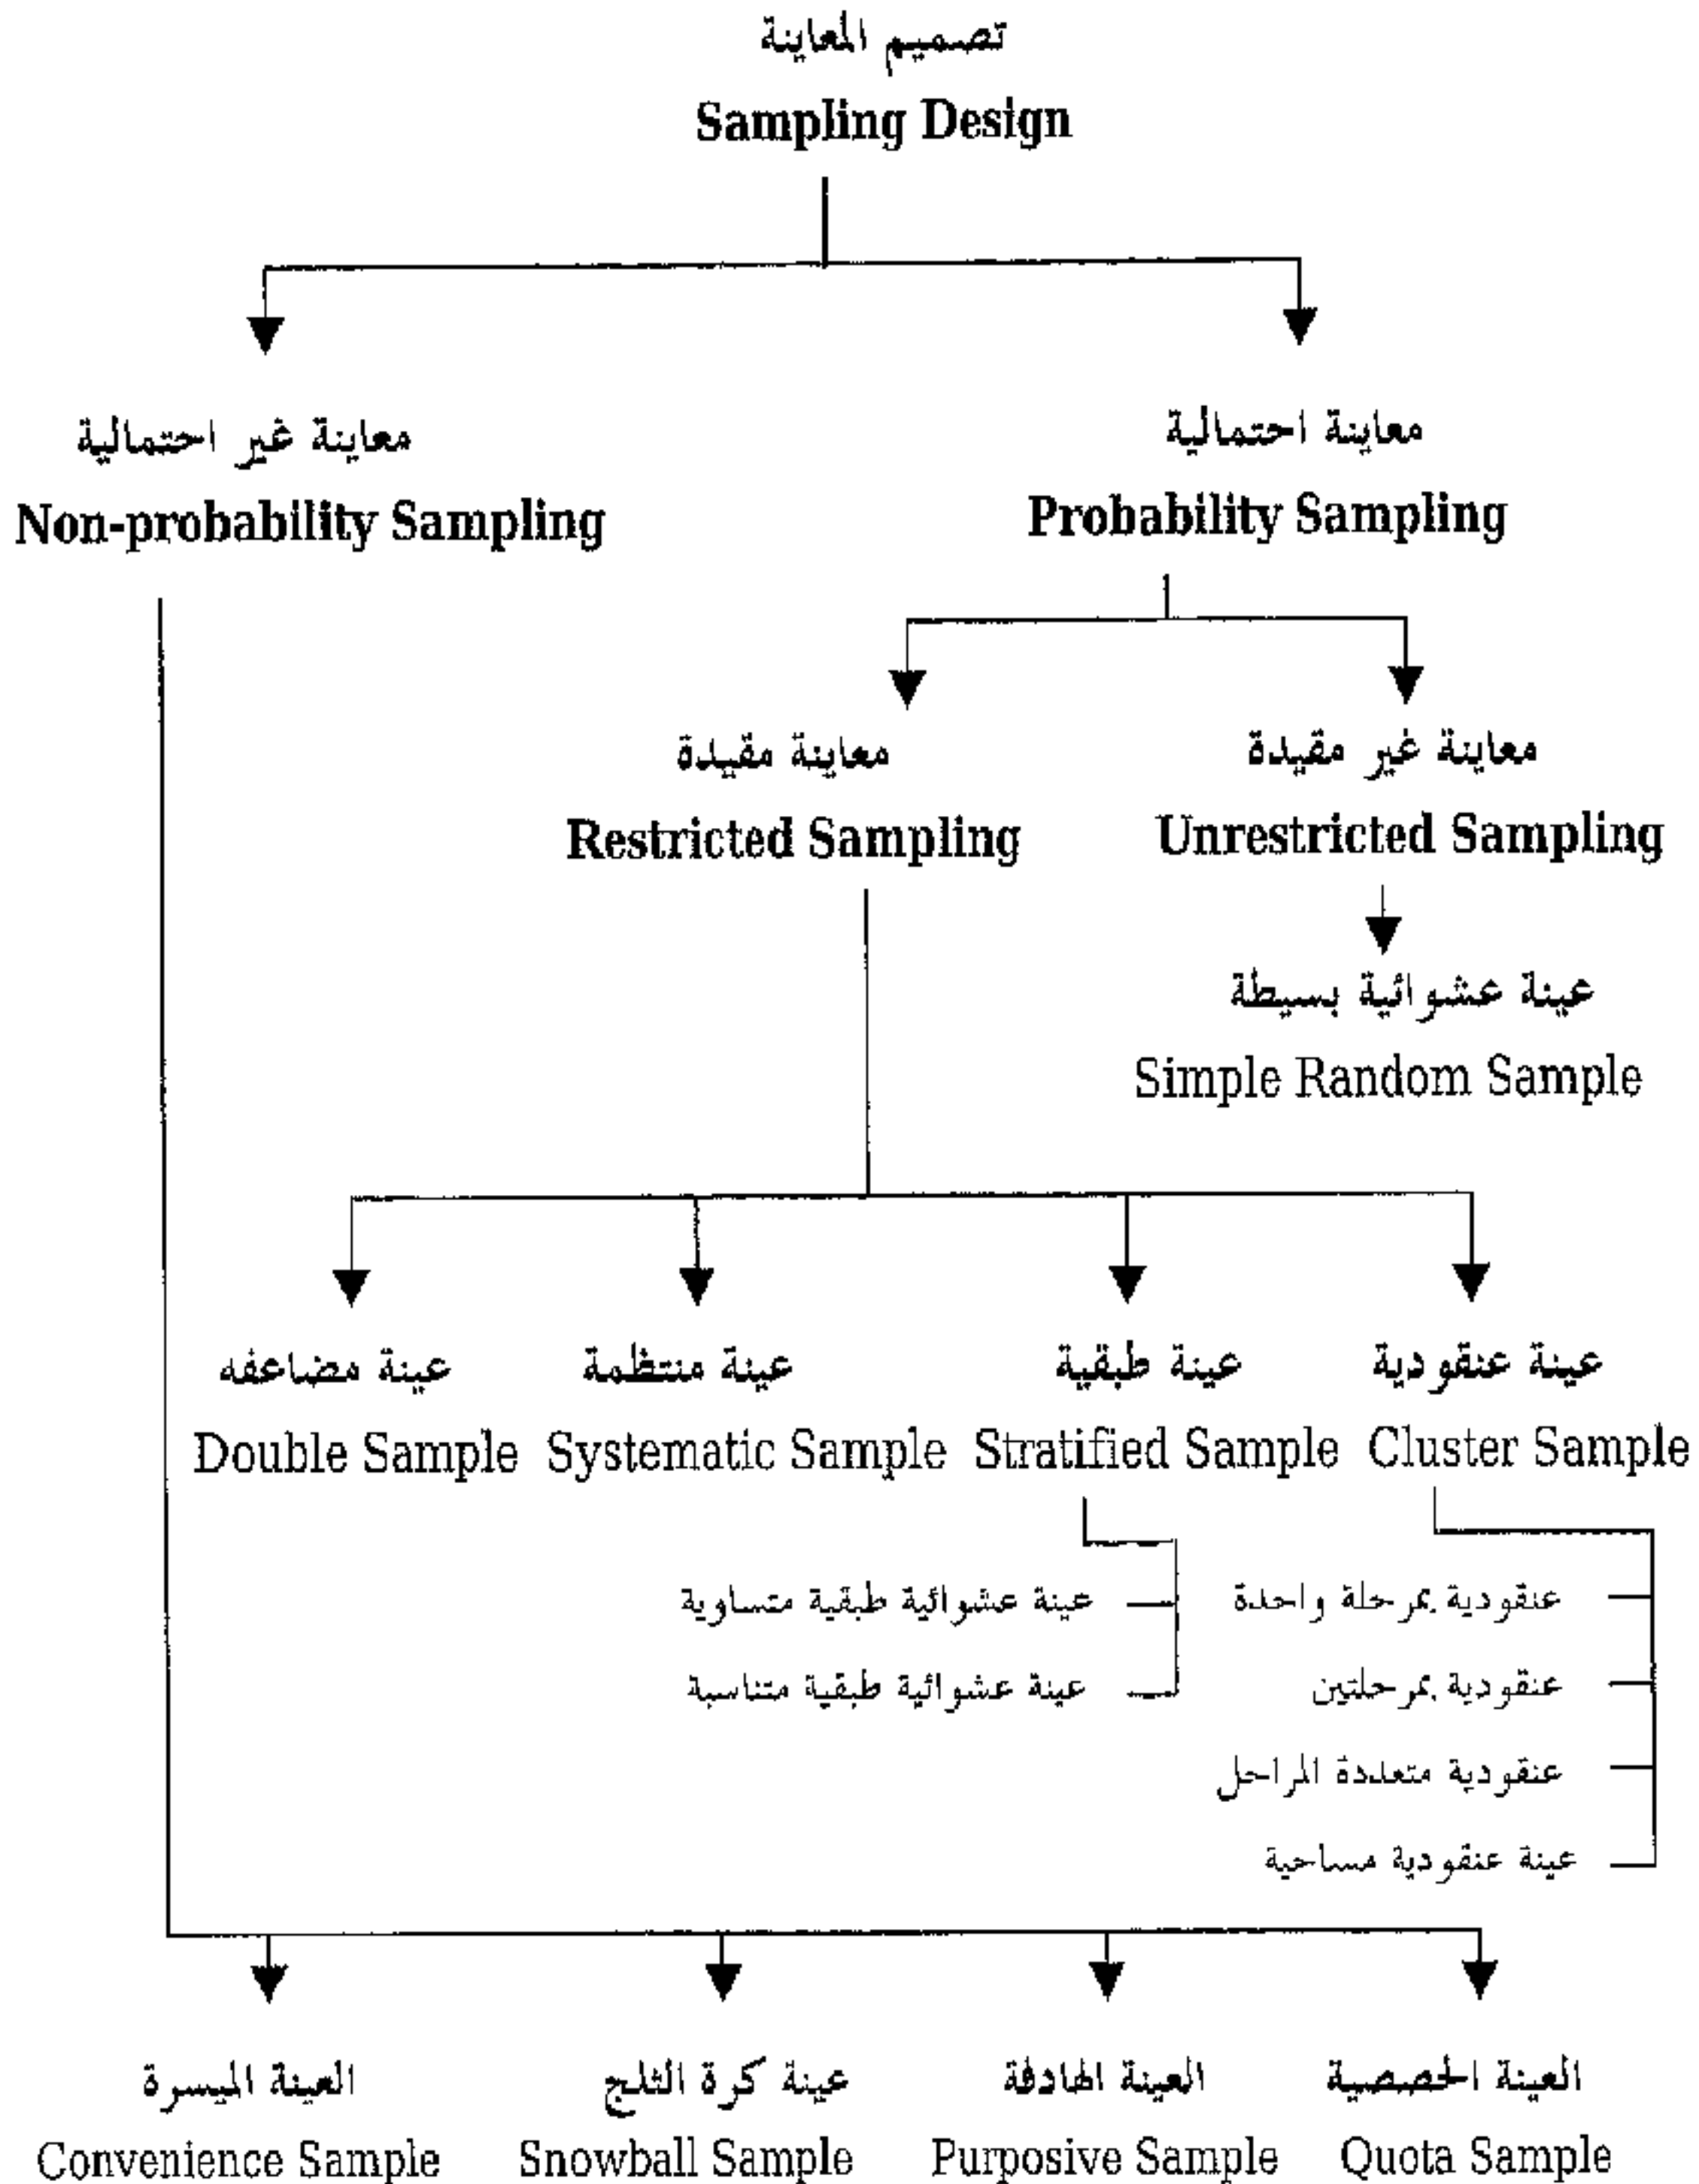 تصميم المعاينة
Sampling Design
معاينة احتمالية
Probability Sampling
معاينة غير احتمالية
Non-probability Sampling
معاينة غير مقيدة
Unrestricted Sampling
معاينة مقيدة
Restricted Sampling
عينة عشوائية بسيطة
Simple Random Sample
عينة عنقودية
Cluster Sample
عينة طبقية
Stratified Sample
عينة منتظمة
Systematic Sample
عينة مضاعفه
Double Sample
عنقودية بمرحلة واحدة
عنقودية بمرحلتين
عنقودية متعددة المراحل
عينة عنقودية مساحية
عينة عشوائية طبقية متساوية
عينة عشوائية طبقية متناسبة
العينة الحصصية
Quota Sample
العينة الهادفة
Purposive Sample
عينة كرة الثلج
Snowball Sample
العينة الميسرة
Convenience Sample